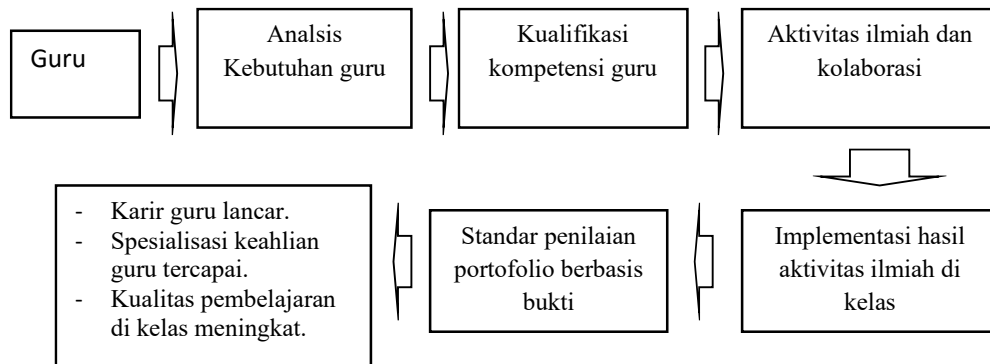 Guru
Analsis
Kebutuhan guru
Kualifikasi
kompetensi guru
Aktivitas ilmiah dan
kolaborasi
Implementasi hasil
aktivitas ilmiah di
kelas
Standar penilaian
portofolio berbasis
bukti
- Karir guru lancar.
- Spesialisasi keahlian
guru tercapai.
- Kualitas pembelajaran
di kelas meningkat.